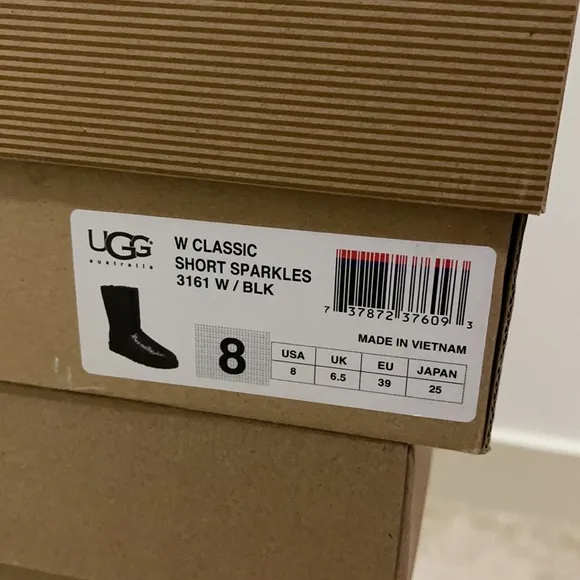 UGG®
australia
W CLASSIC
SHORT SPARKLES
3161 W / BLK
7 37872 37609 3
MADE IN VIETNAM
8
USA UK EU JAPAN
8 6.5 39 25